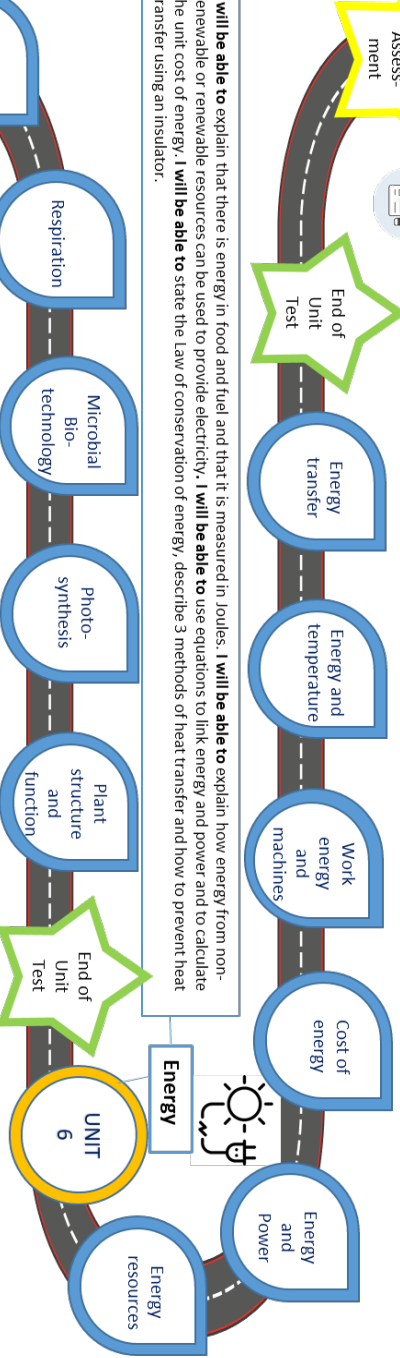 Assess-
ment
End of
Unit
Test
Energy
transfer
Energy and
temperature
Work
energy
and
machines
Cost of
energy
Energy
and
Power
will be able to explain that there is energy in food and fuel and that it is measured in Joules. I will be able to explain how energy from non-
enewable or renewable resources can be used to provide electricity. I will be able to use equations to link energy and power and to calculate
he unit cost of energy. I will be able to state the Law of conservation of energy, describe 3 methods of heat transfer and how to prevent heat
ransfer using an insulator.
Energy
Energy
resources
UNIT
6
End of
Unit
Test
Plant
structure
and
function
Photo-
synthesis
Microbial
Bio-
technology
Respiration